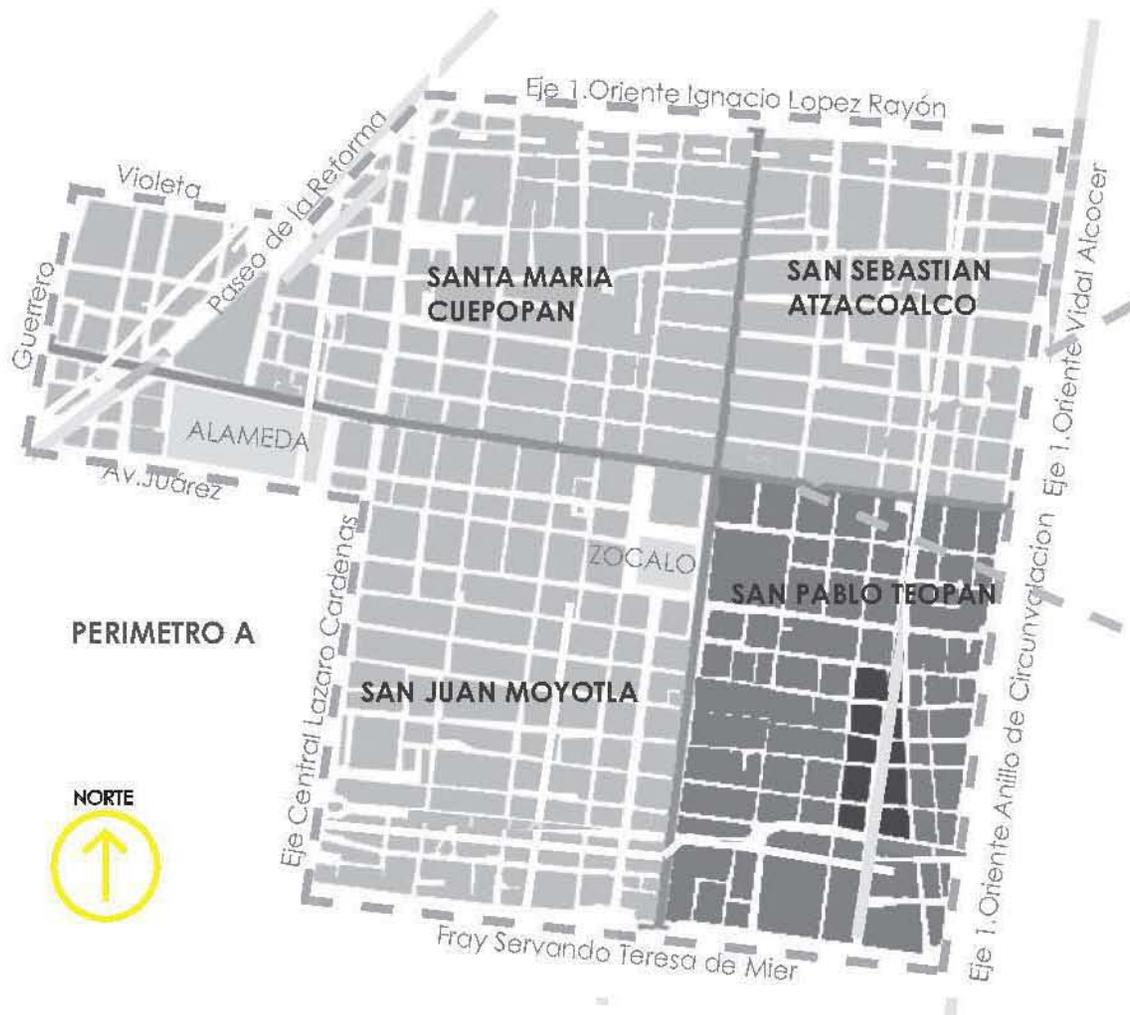 Eje 1.Oriente Ignacio Lopez Rayón
Violeta
Paseo de la Reforma
Guerrero
SANTA MARIA
CUEPOPAN
SAN SEBASTIAN
ATZACOALCO
Eje 1.Oriente Vidal Alcocer
ALAMEDA
Av.Juárez
ZOCALO
SAN PABLO TEOPAN
PERIMETRO A
Eje Central Lazaro Cardenas
SAN JUAN MOYOTLA
Eje 1.Oriente Anillo de Circunvalacion
NORTE
Fray Servando Teresa de Mier